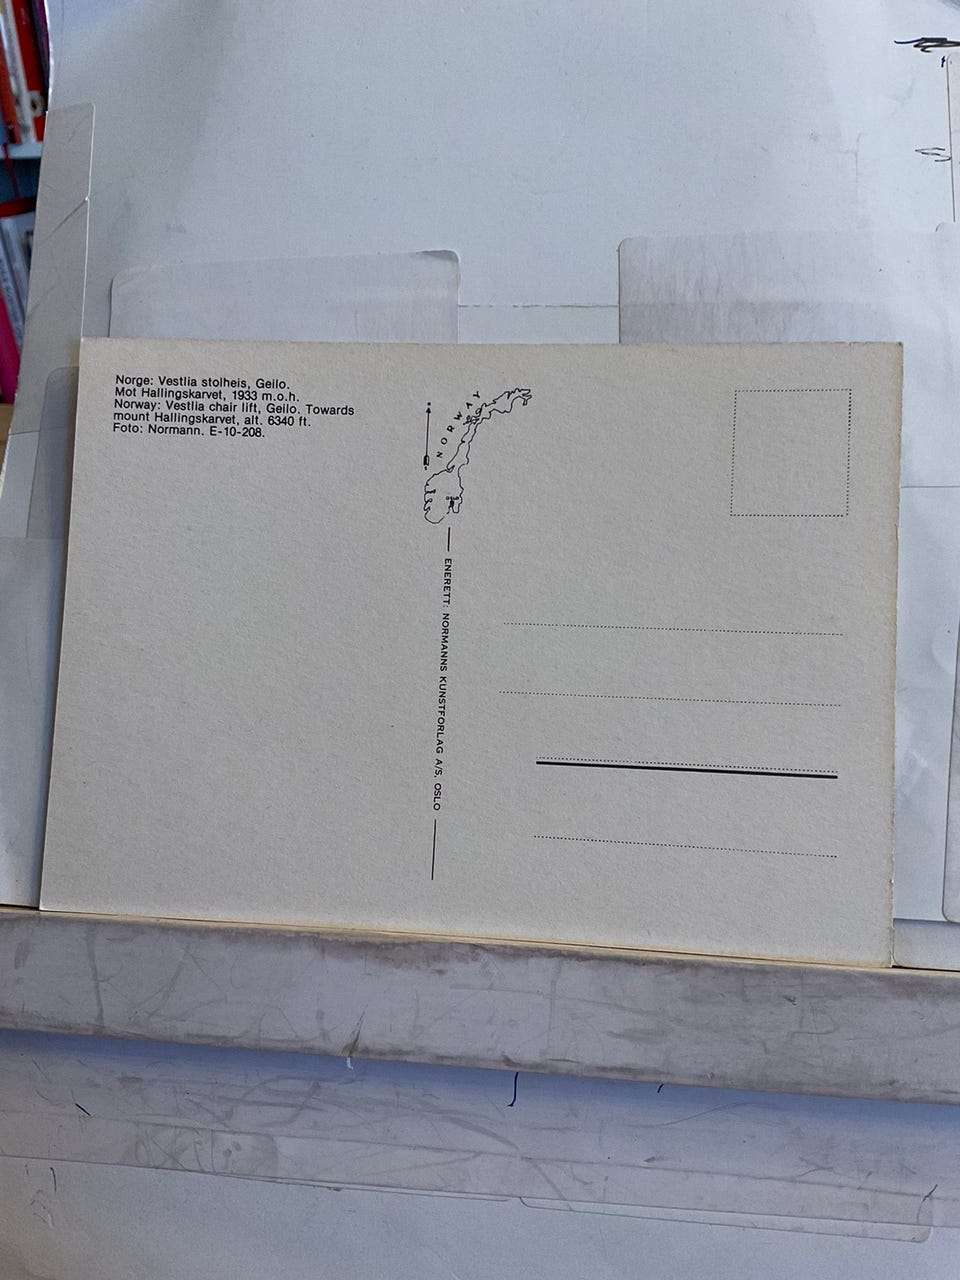 Norge: Vestlia stolheis, Geilo.
Mot Hallingskarvet, 1933 m.o.h.
Norway: Vestlia chair lift, Geilo. Towards
mount Hallingskarvet, alt. 6340 ft.
Foto: Normann. E-10-208.
NORWAY
ENERETT: NORMANNS KUNSTFORLAG A/S, OSLO